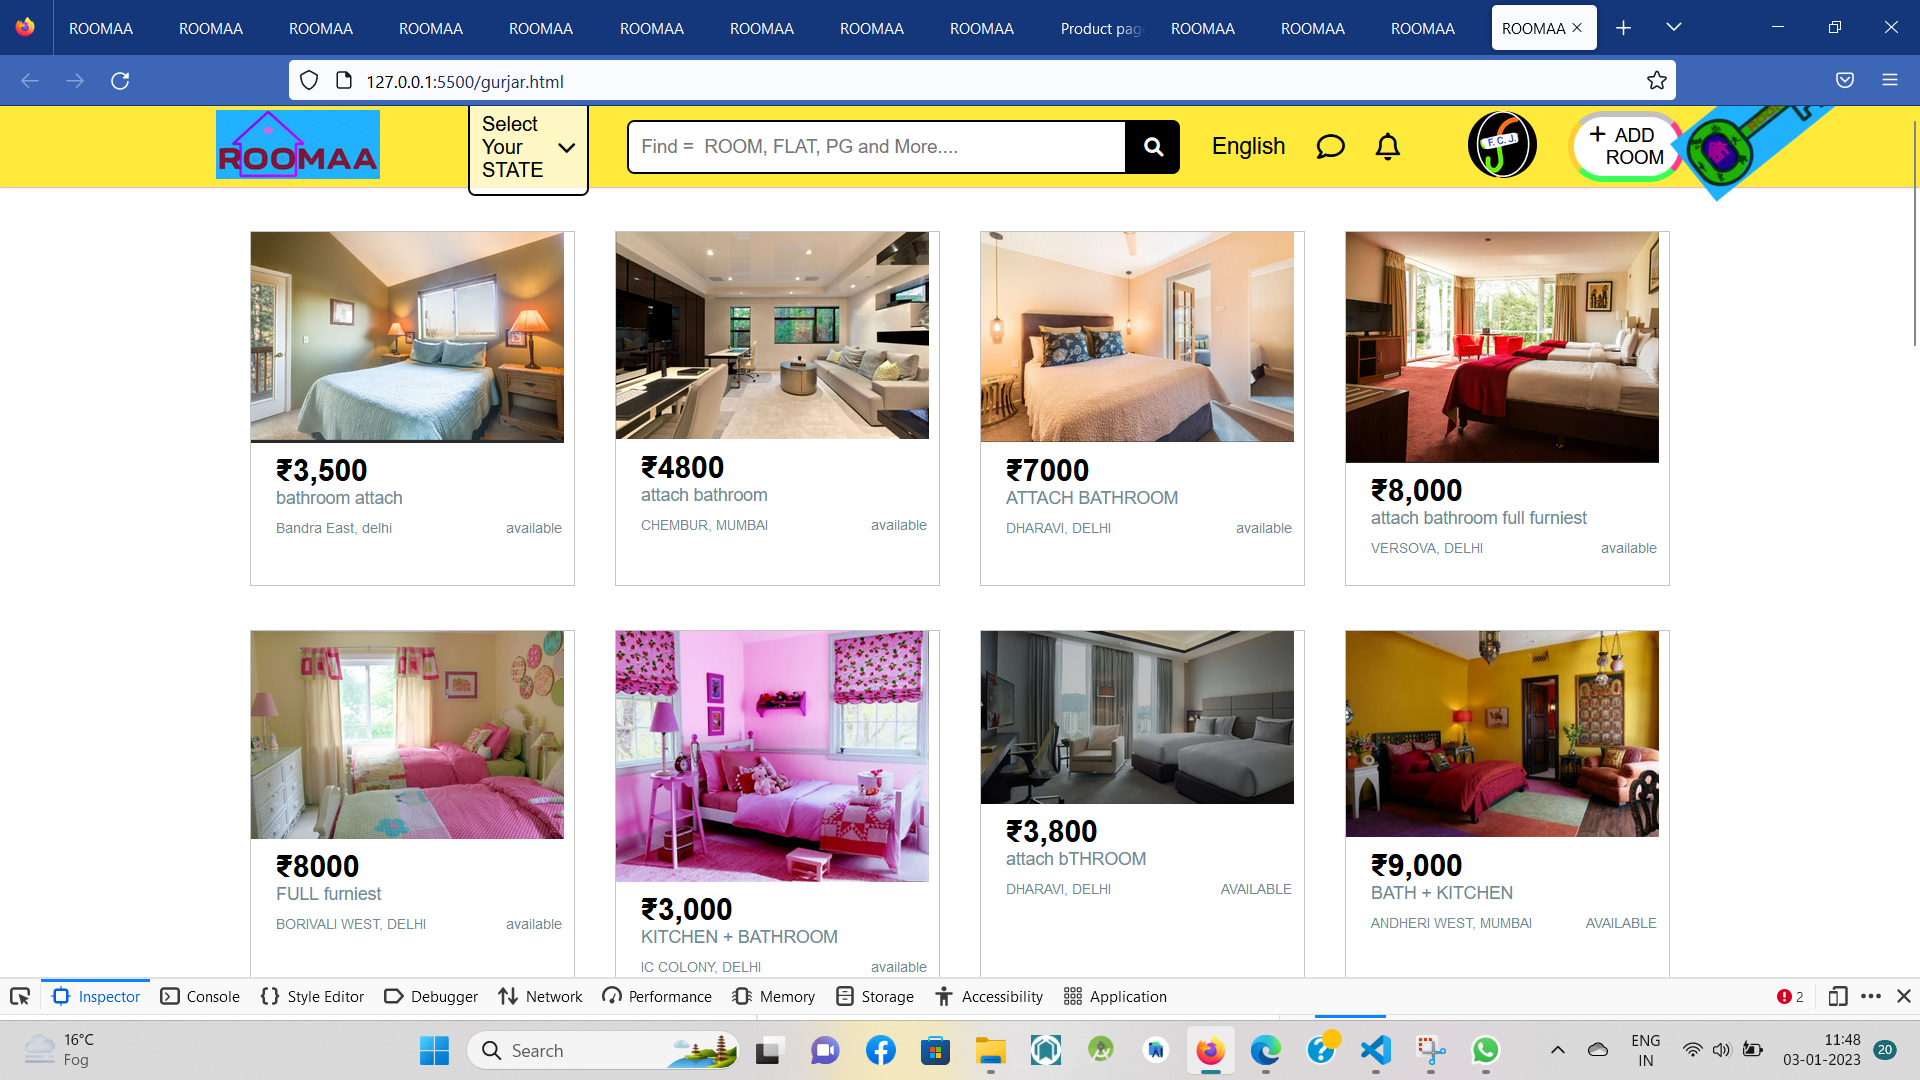 ROOMAA
ROOMAA
ROOMAA
ROOMAA
ROOMAA
ROOMAA
ROOMAA
ROOMAA
ROOMAA
Product pag
ROOMAA
ROOMAA
ROOMAA
ROOMAA
127.0.0.1:5500/gurjar.html
ROOMAA
Select
Your
STATE
Find = ROOM, FLAT, PG and More....
English
F. C. J.
+ ADD
ROOM
₹3,500
bathroom attach
Bandra East, delhi available
₹4800
attach bathroom
CHEMBUR, MUMBAI available
₹7000
ATTACH BATHROOM
DHARAVI, DELHI available
₹8,000
attach bathroom full furniest
VERSOVA, DELHI available
₹8000
FULL furniest
BORIVALI WEST, DELHI available
₹3,000
KITCHEN + BATHROOM
IC COLONY, DELHI available
₹3,800
attach bTHROOM
DHARAVI, DELHI AVAILABLE
₹9,000
BATH + KITCHEN
ANDHERI WEST, MUMBAI AVAILABLE
Inspector Console Style Editor Debugger Network Performance Memory Storage Accessibility Application 2
16°C
Fog
Search
ENG
IN
11:48
03-01-2023
20